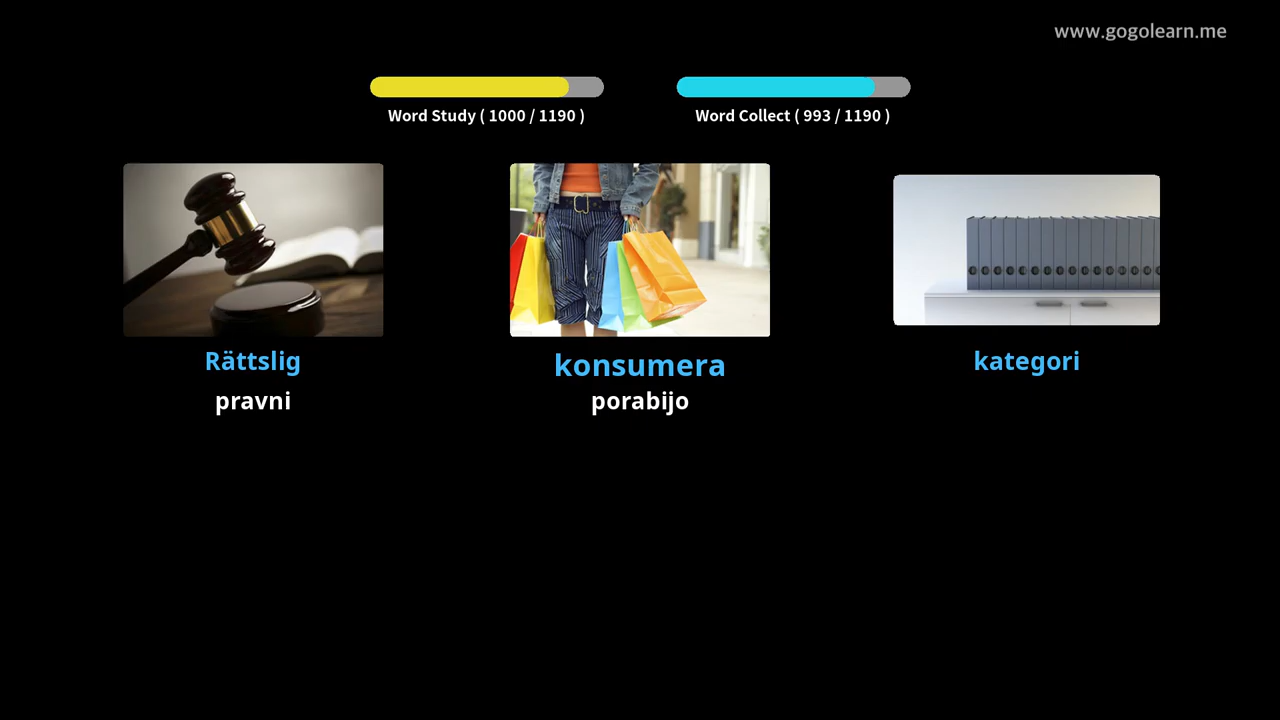 www.gogolearn.me
Word Study ( 1000 / 1190 )
Word Collect ( 993 / 1190 )
Rättslig
konsumera
kategori
pravni
porabijo